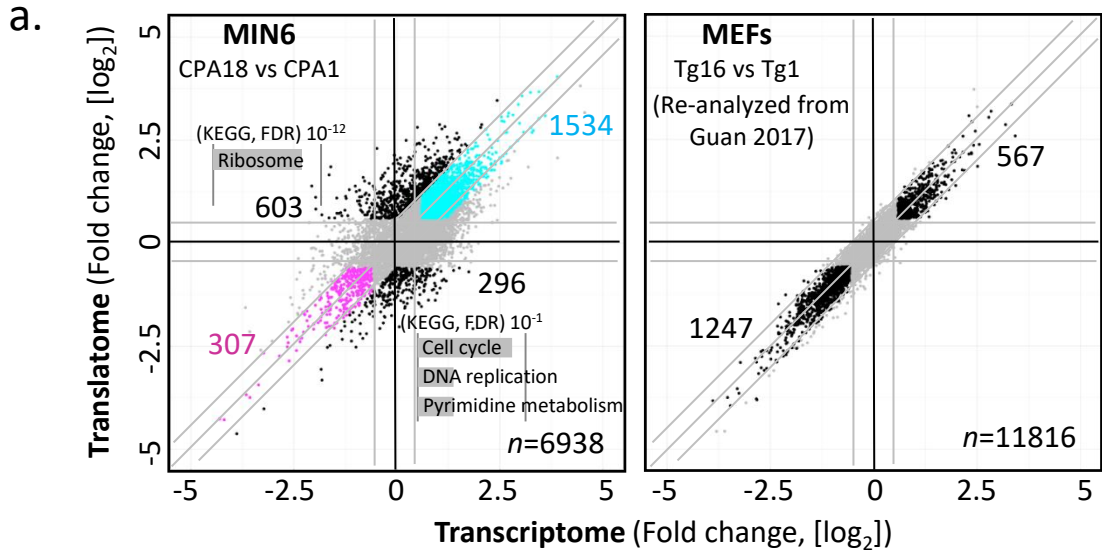 a.
MIN6
CPA18 vs CPA1
(KEGG, FDR) 10⁻¹²
Ribosome
603
1534
307
296
(KEGG, FDR) 10⁻¹
Cell cycle
DNA replication
Pyrimidine metabolism
n=6938
MEFs
Tg16 vs Tg1
(Re-analyzed from
Guan 2017)
567
1247
n=11816
Translatome (Fold change, [log₂])
5
2.5
0
-2.5
-5
-5 -2.5 0 2.5 5
-5 -2.5 0 2.5 5
Transcriptome (Fold change, [log₂])